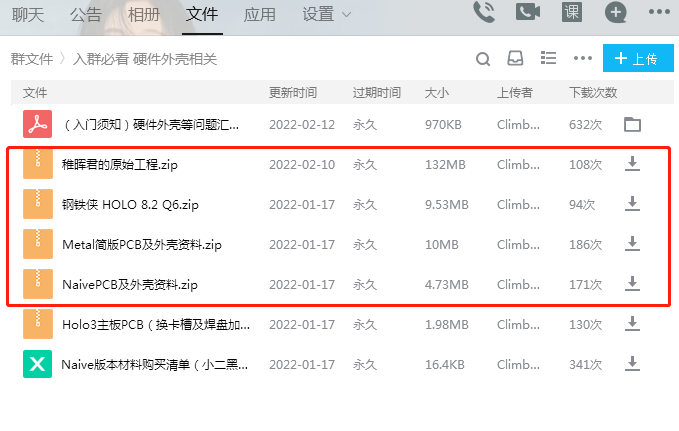 聊天 公告 相册 文件 应用 设置 课
群文件 〉入群必看 硬件外壳相关 + 上传
文件 更新时间 过期时间 大小 上传者 下载次数
（入门须知）硬件外壳等问题汇... 2022-02-12 永久 970KB Climb... 632次
稚晖君的原始工程.zip 2022-02-10 永久 132MB Climb... 108次
钢铁侠 HOLO 8.2 Q6.zip 2022-01-17 永久 9.53MB Climb... 94次
Metal简版PCB及外壳资料.zip 2022-01-17 永久 10MB Climb... 186次
NaivePCB及外壳资料.zip 2022-01-17 永久 4.73MB Climb... 171次
Holo3主板PCB（换卡槽及焊盘加... 2022-01-17 永久 1.98MB Climb... 130次
X Naive版本材料购买清单（小二黑... 2022-01-17 永久 16.4KB Climb... 341次